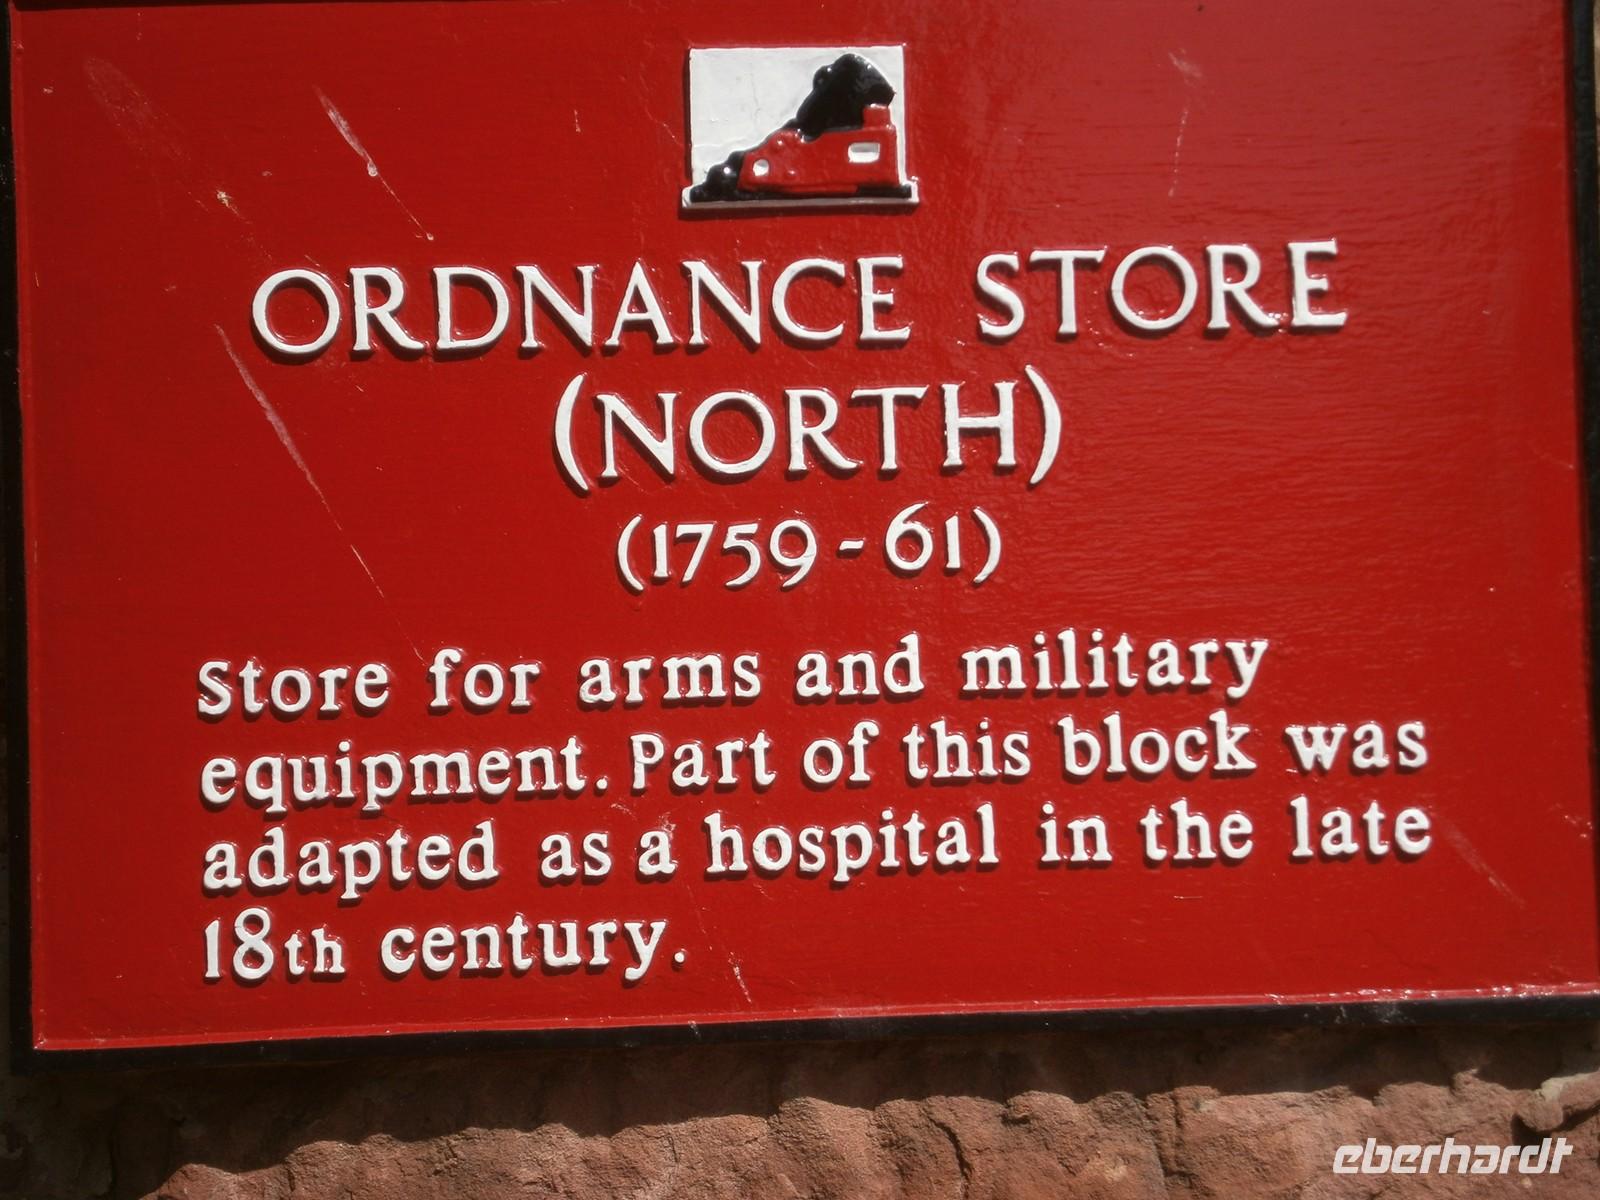 ORDNANCE STORE
(NORTH)
(1759-61)
Store for arms and military
equipment. Part of this block was
adapted as a hospital in the late
18th century.
eberhardt